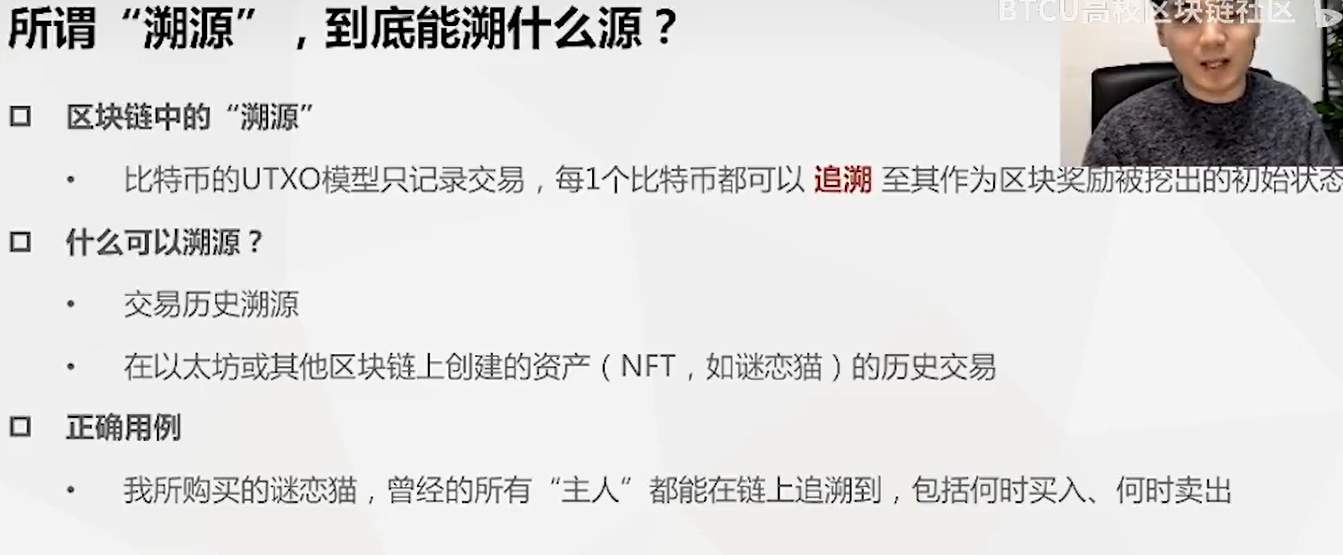 所谓“溯源”，到底能溯什么源？
BTCU高校区块链社区
区块链中的“溯源”
比特币的UTXO模型只记录交易，每1个比特币都可以 追溯 至其作为区块奖励被挖出的初始状态
什么可以溯源？
交易历史溯源
在以太坊或其他区块链上创建的资产（NFT，如谜恋猫）的历史交易
正确用例
我所购买的谜恋猫，曾经的所有“主人”都能在链上追溯到，包括何时买入、何时卖出